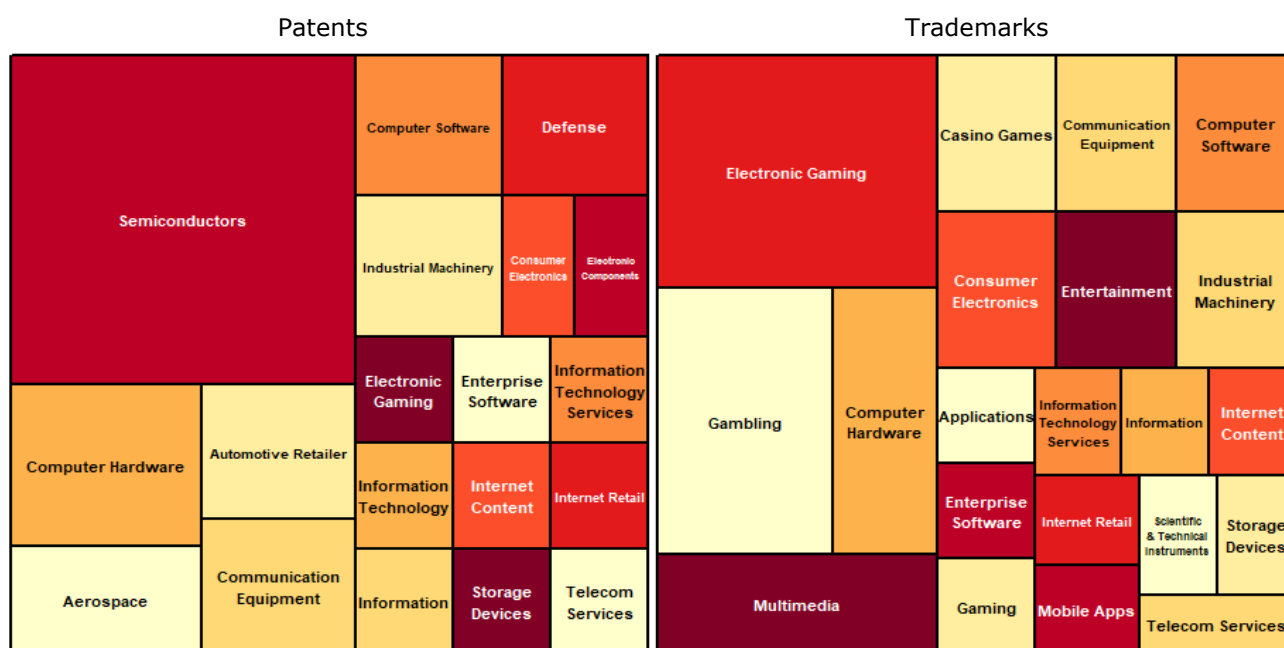 Patents
Trademarks
Semiconductors
Computer Software
Defense
Industrial Machinery
Consumer
Electronics
Electronic
Components
Computer Hardware
Automotive Retailer
Aerospace
Communication
Equipment
Electronic
Gaming
Enterprise
Software
Information
Technology
Services
Information
Technology
Internet
Content
Internet Retail
Information
Storage
Devices
Telecom
Services
Electronic Gaming
Casino Games
Communication
Equipment
Computer
Software
Consumer
Electronics
Entertainment
Industrial
Machinery
Gambling
Computer
Hardware
Multimedia
Applications
Information
Technology
Services
Information
Internet
Content
Enterprise
Software
Internet Retail
Scientific
& Technical
Instruments
Storage
Devices
Gaming
Mobile Apps
Telecom Services